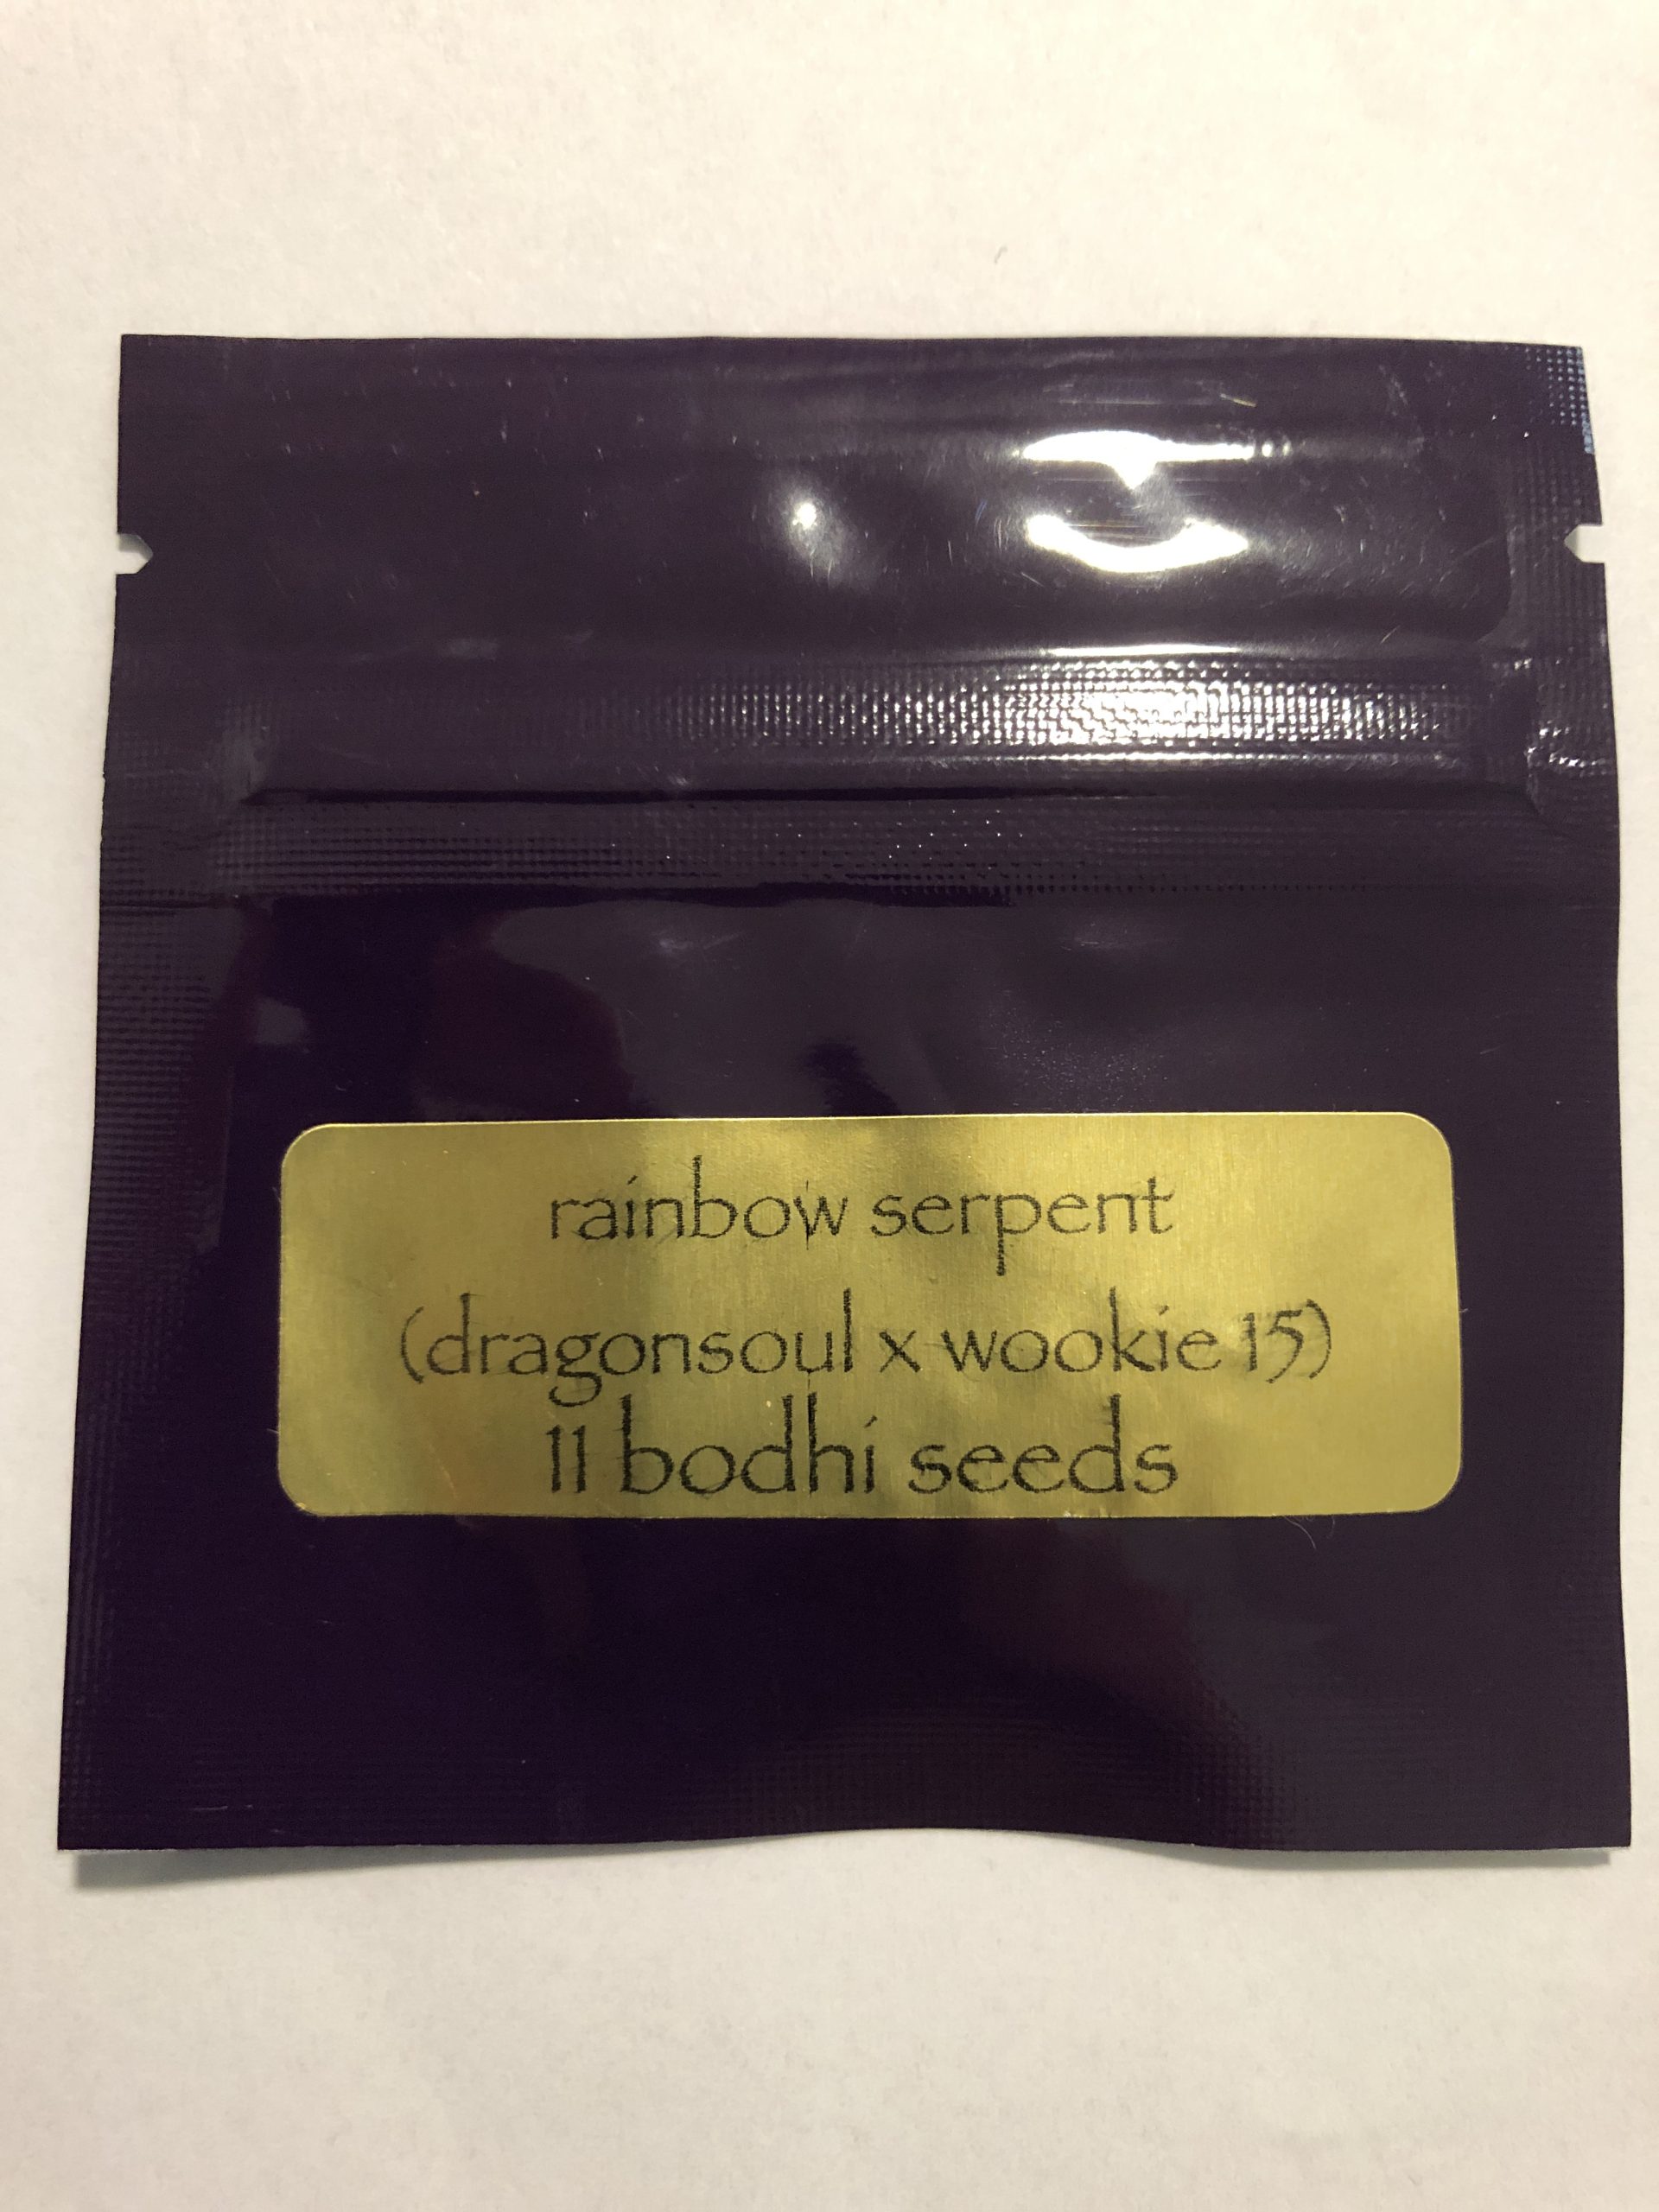 rainbow serpent
(dragonsoul x wookie 15)
11 bodhi seeds